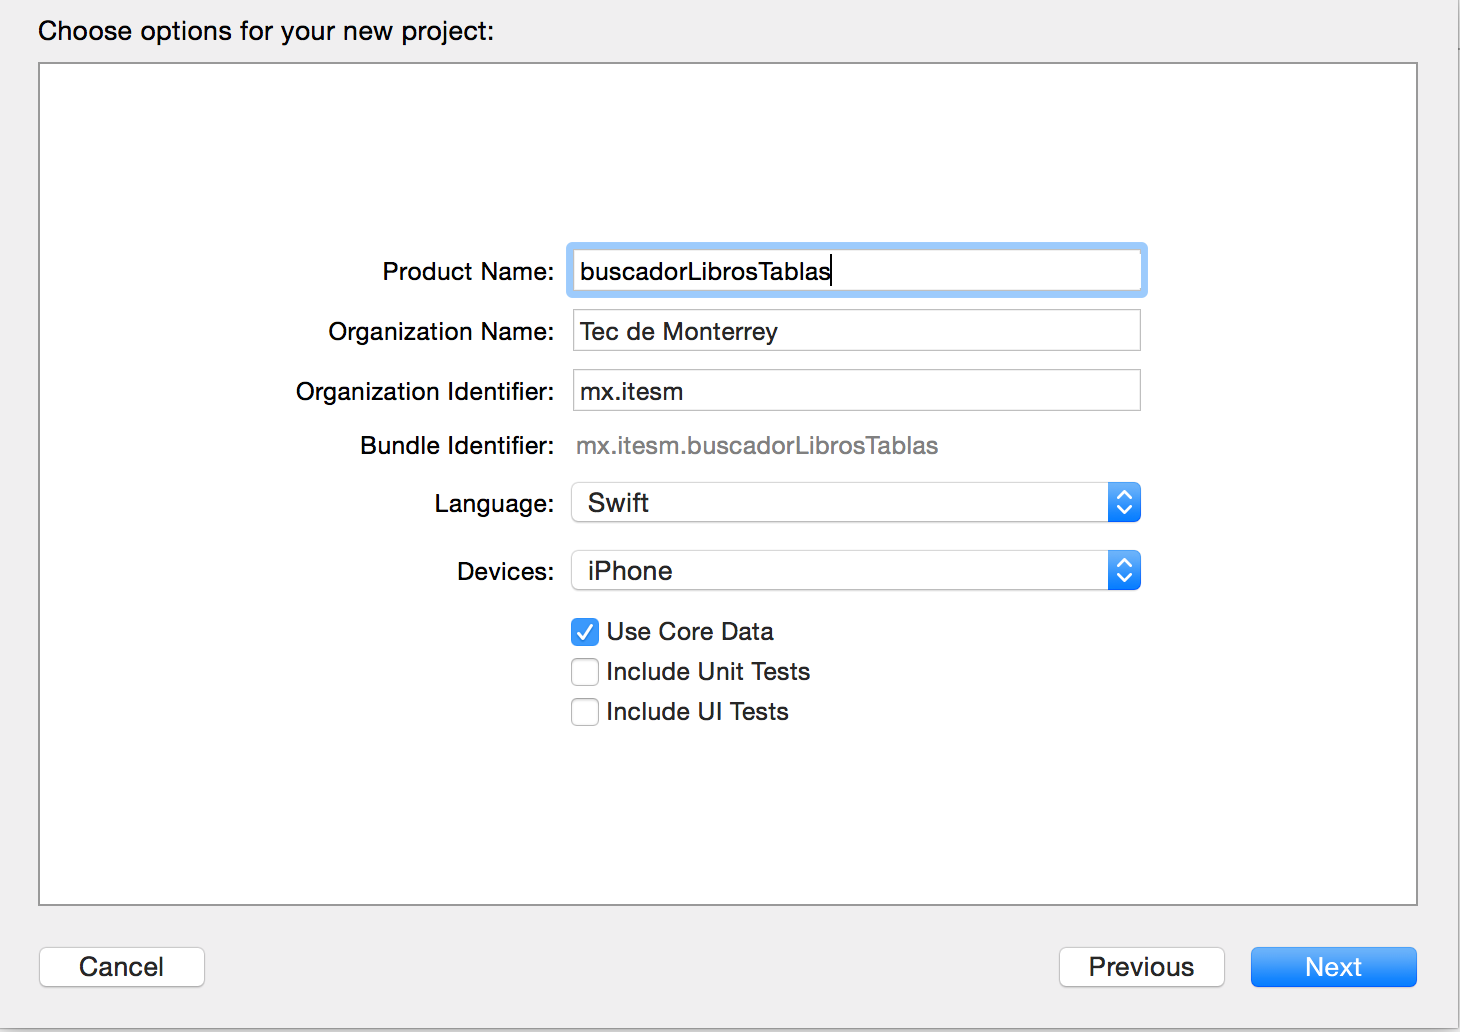 Choose options for your new project:
Product Name: buscadorLibrosTablas
Organization Name: Tec de Monterrey
Organization Identifier: mx.itesm
Bundle Identifier: mx.itesm.buscadorLibrosTablas
Language: Swift
Devices: iPhone
Use Core Data
Include Unit Tests
Include UI Tests
Cancel Previous Next